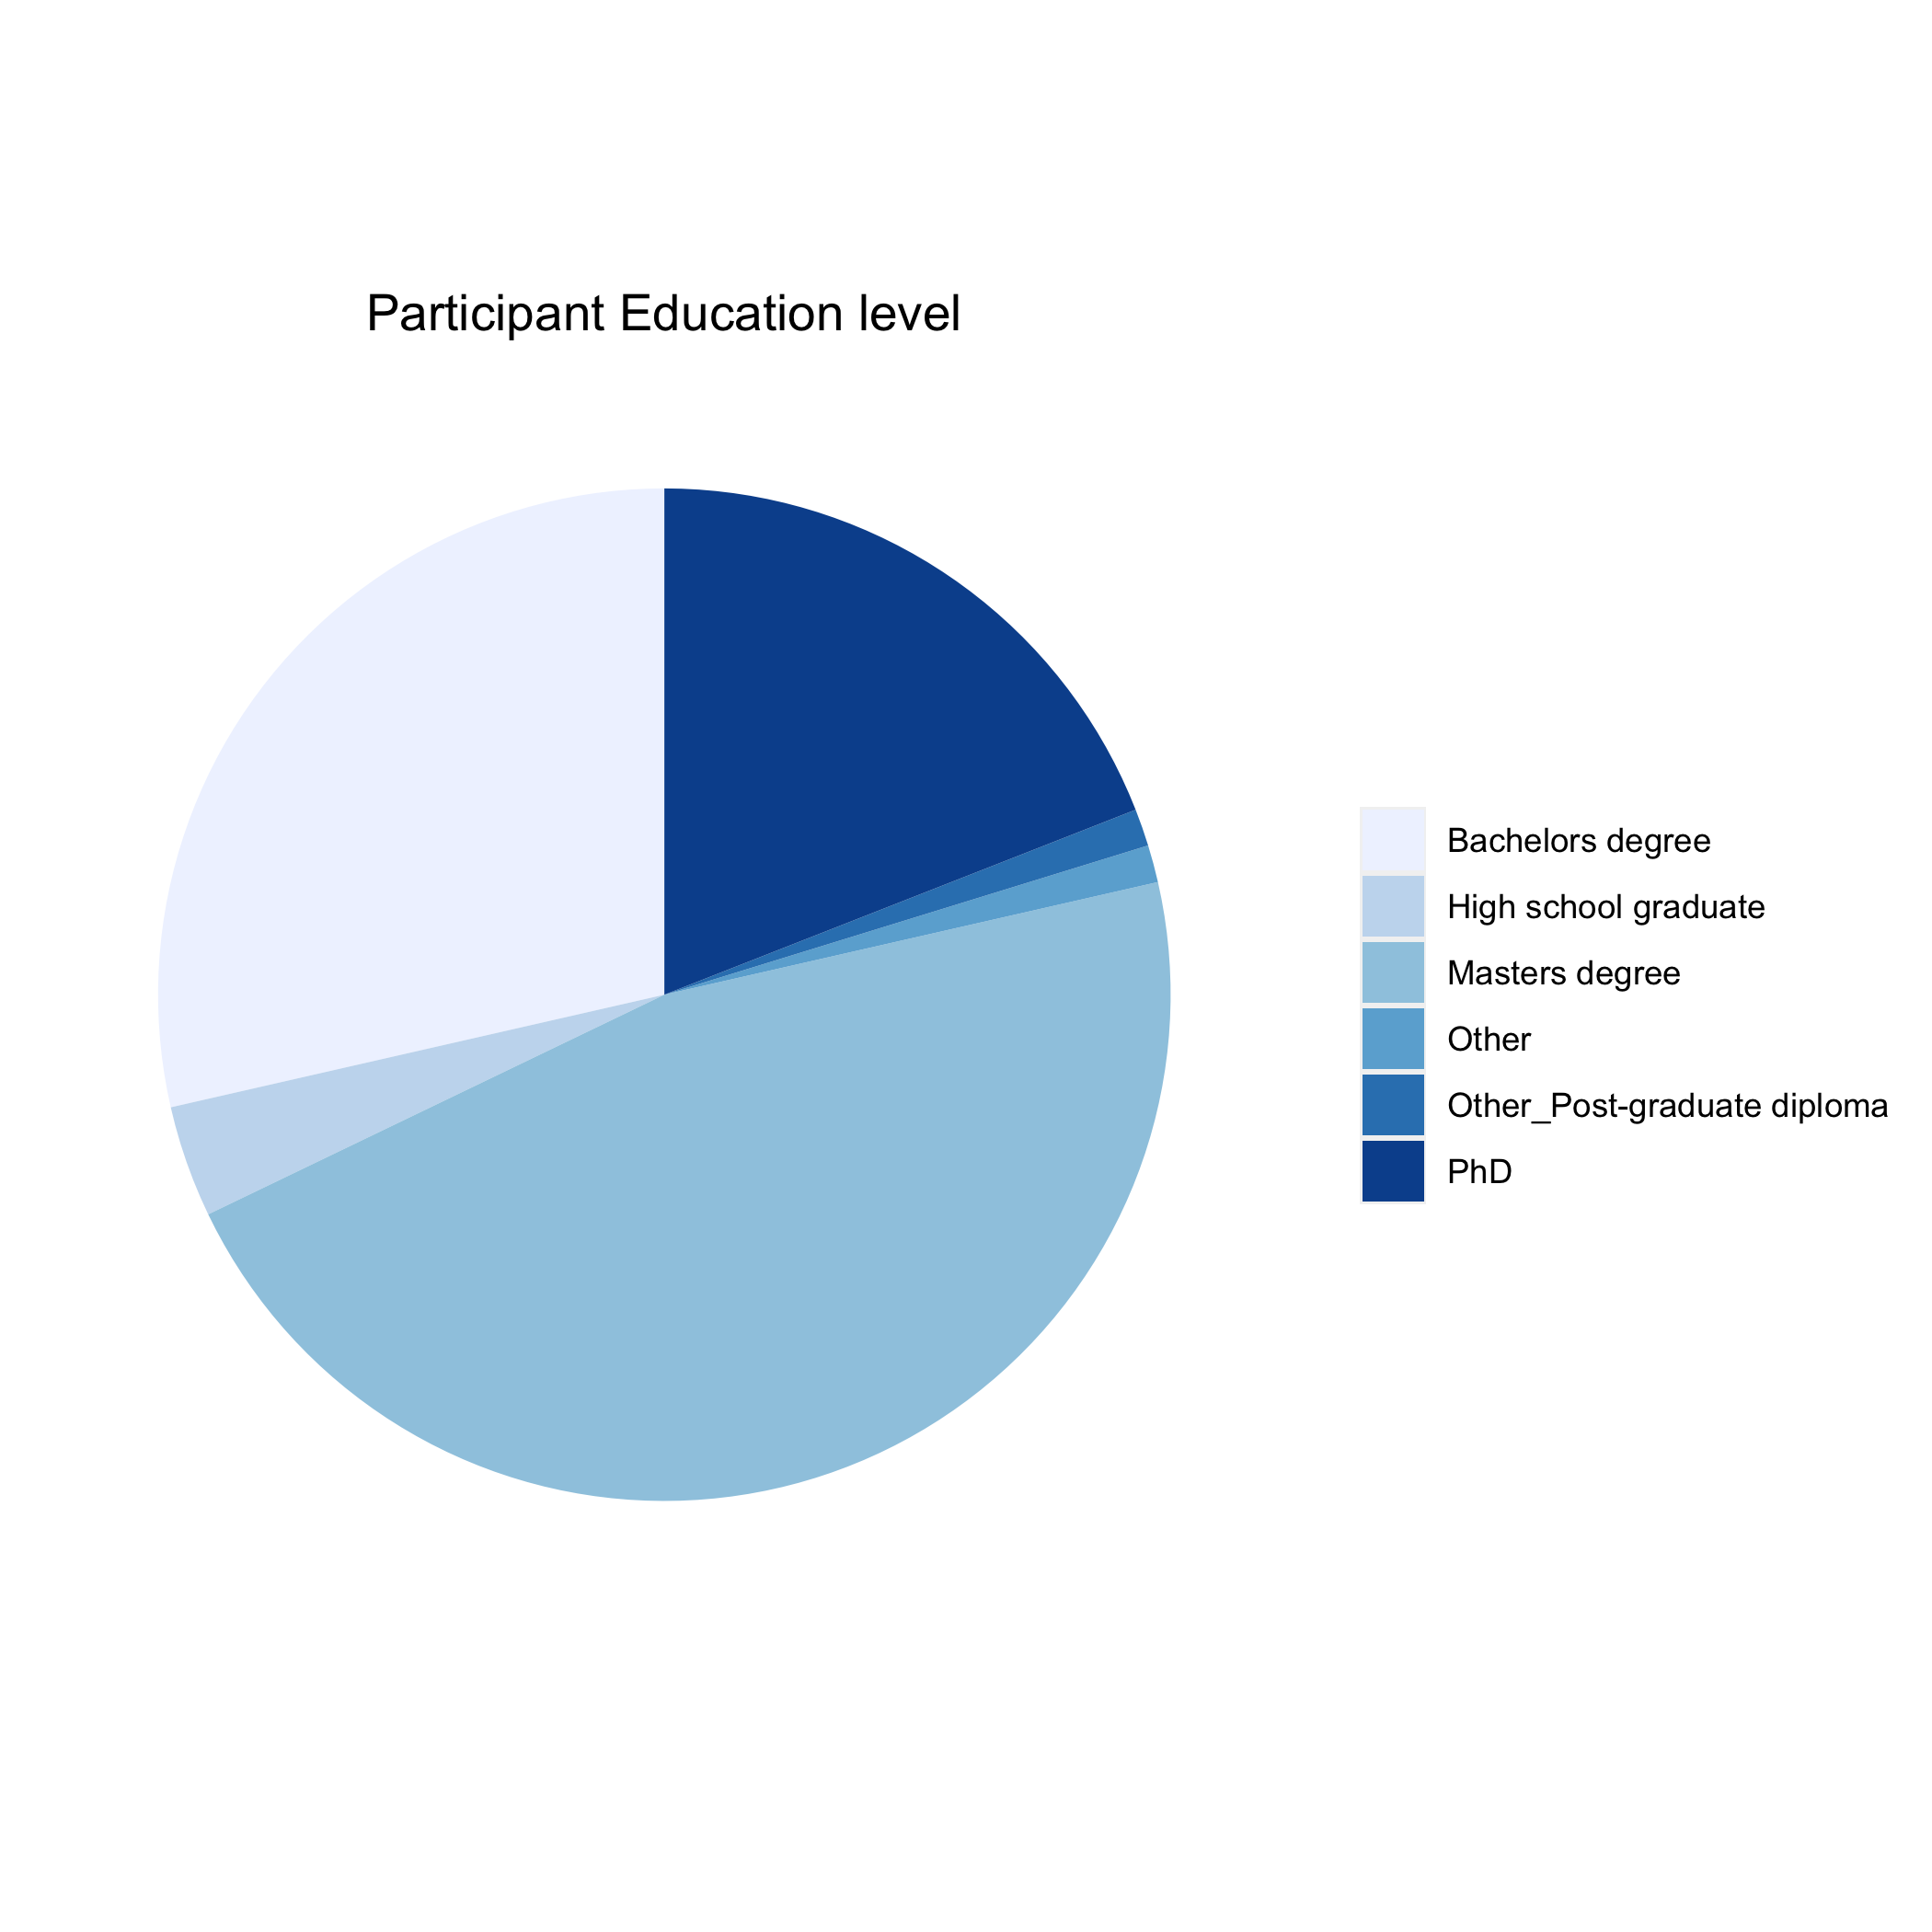 Participant Education level
Bachelors degree
High school graduate
Masters degree
Other
Other_Post-graduate diploma
PhD